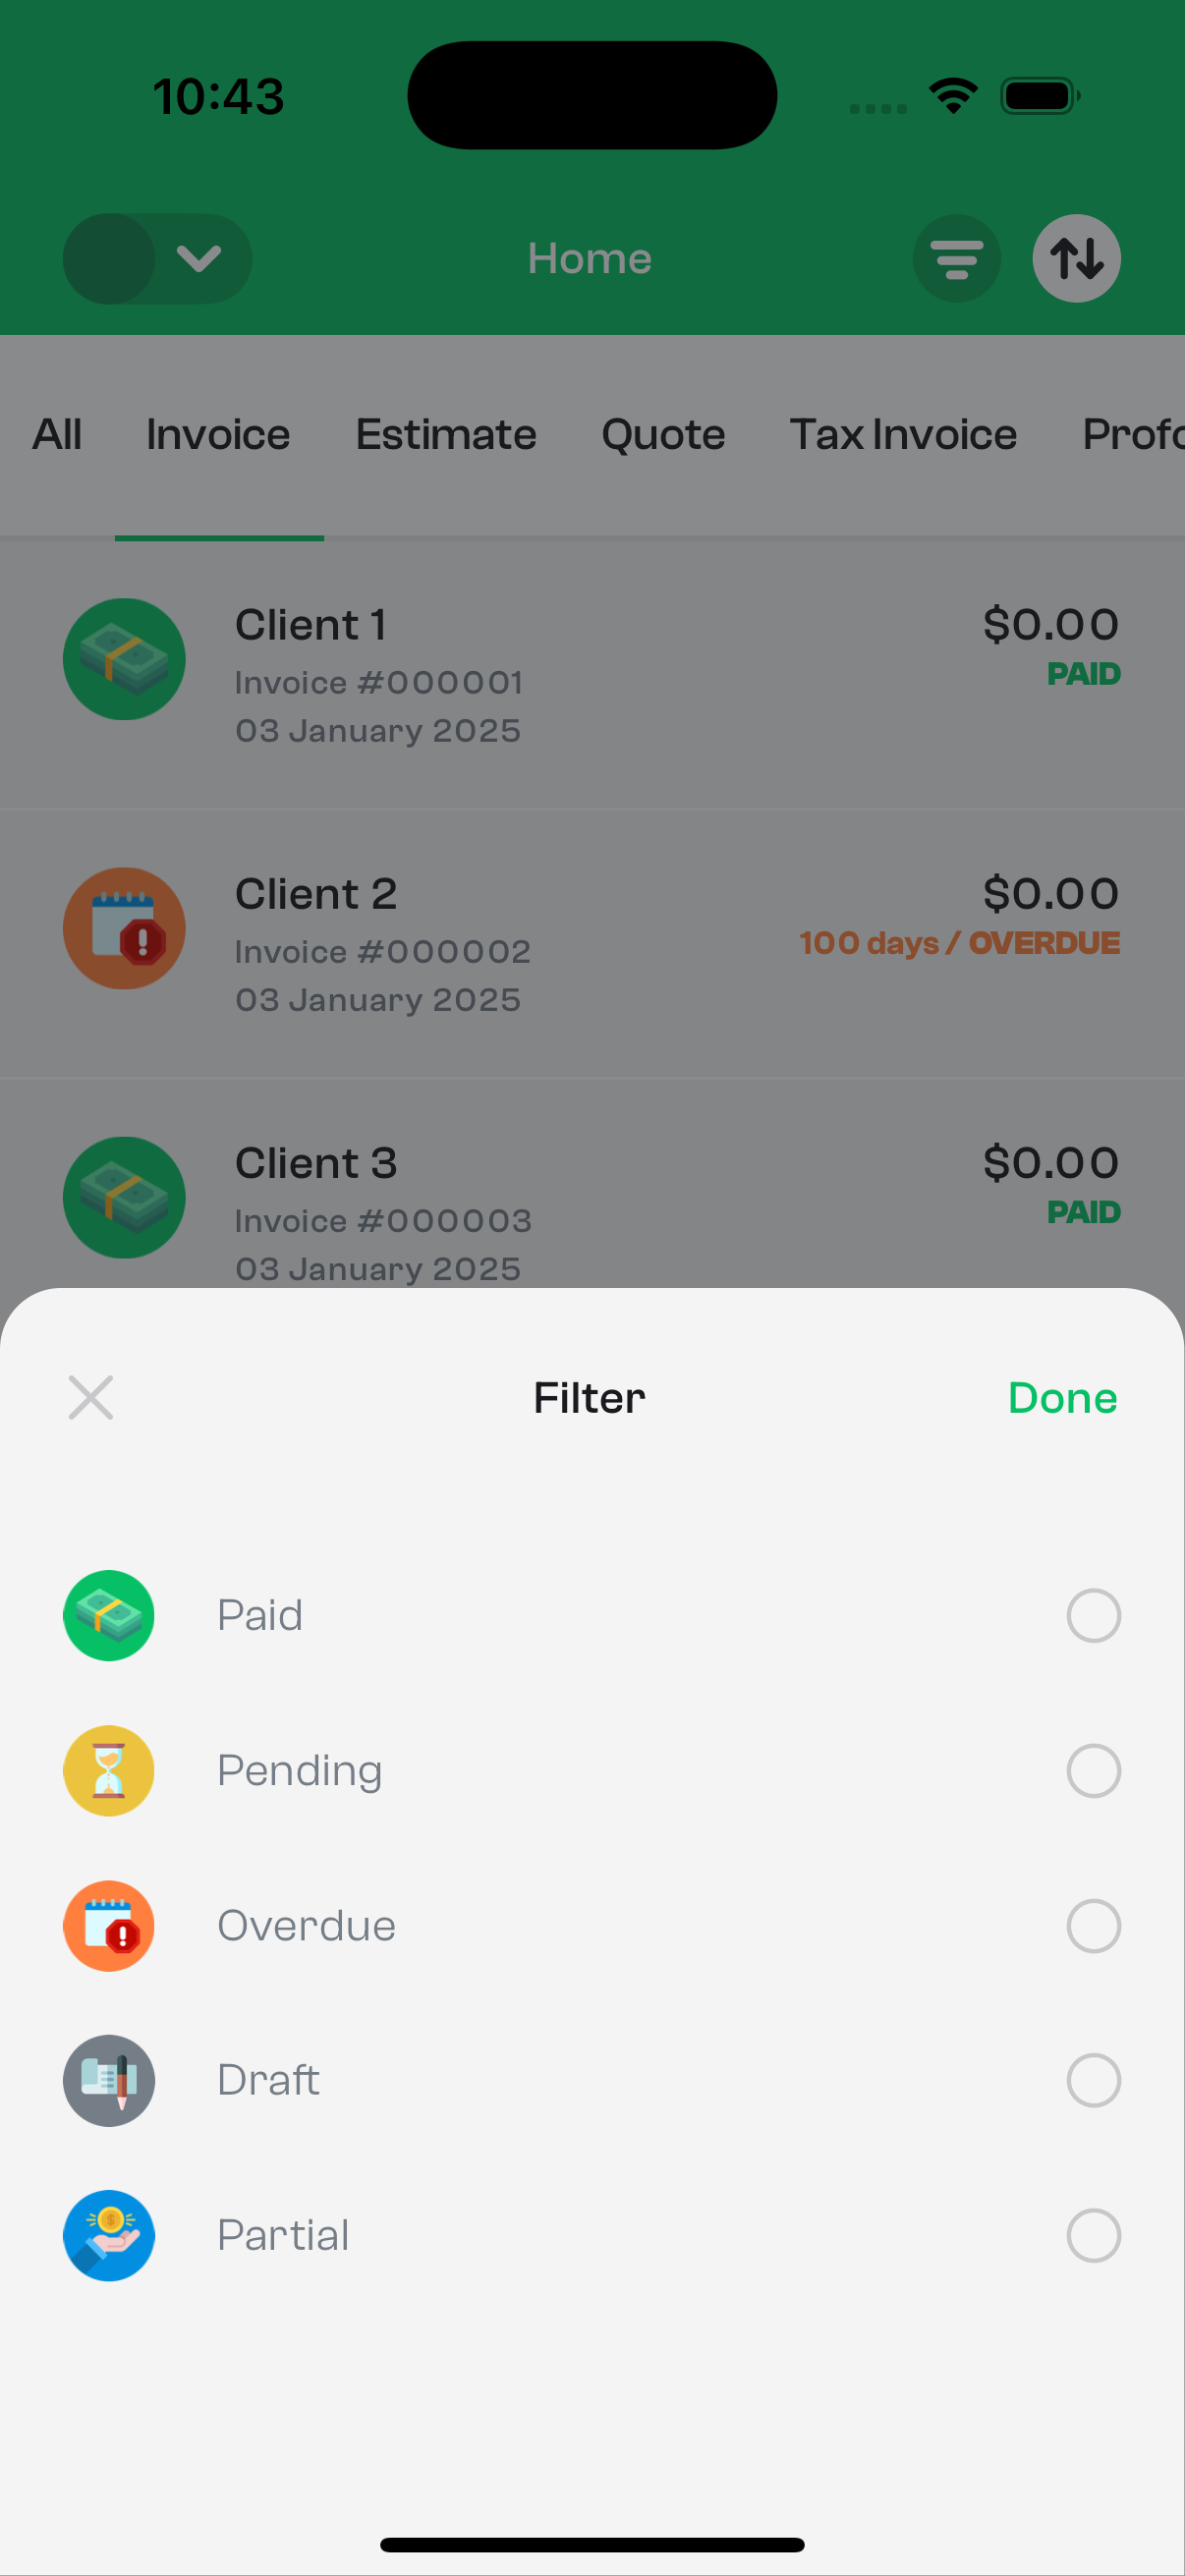 10:43
Home
All Invoice Estimate Quote Tax Invoice Profo
Client 1 $0.00
Invoice #000001 PAID
03 January 2025
Client 2 $0.00
Invoice #000002 100 days / OVERDUE
03 January 2025
Client 3 $0.00
Invoice #000003 PAID
03 January 2025
Filter Done
Paid
Pending
Overdue
Draft
Partial